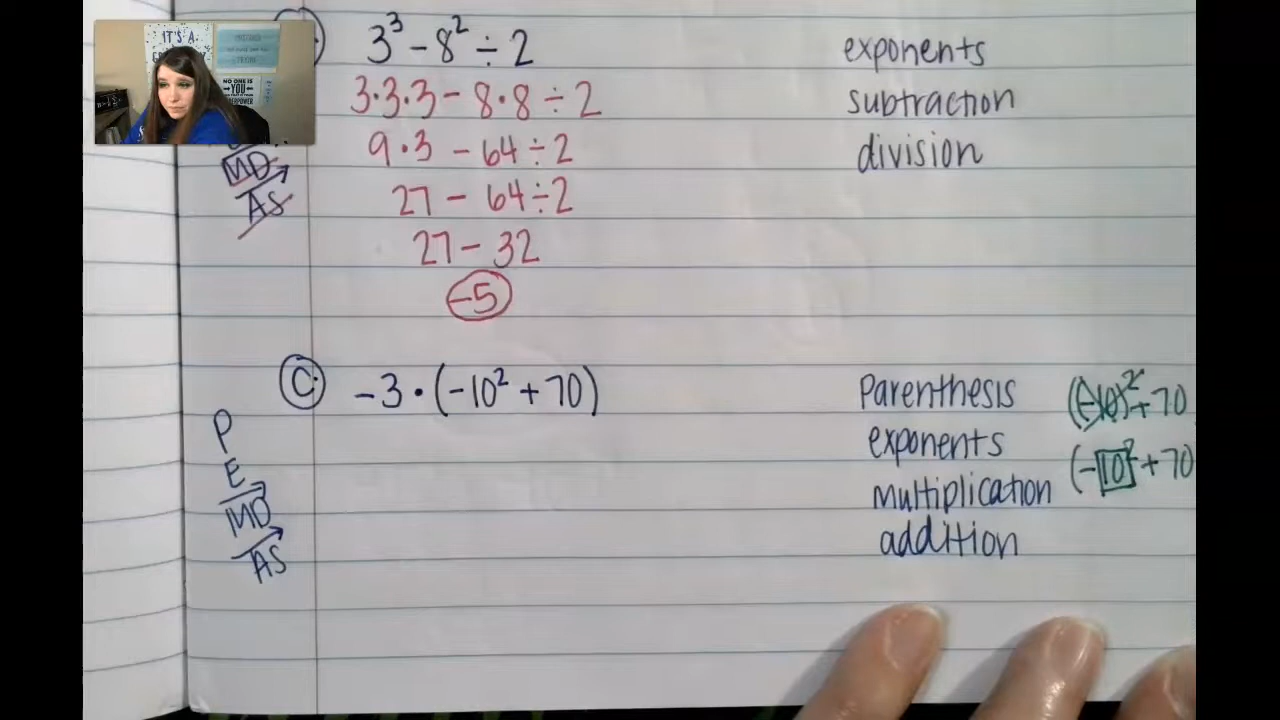 IT'S A
NO ONE IS
YOU
3³ - 8² ÷ 2
exponents
3·3·3 - 8·8 ÷ 2
subtraction
9·3 - 64 ÷ 2
division
MD
27 - 64 ÷ 2
AS
27 - 32
-5
C. -3 · (-10² + 70)
Parenthesis
(-10)² + 70
P
exponents
(-10² + 70)
E
multiplication
MD
addition
AS